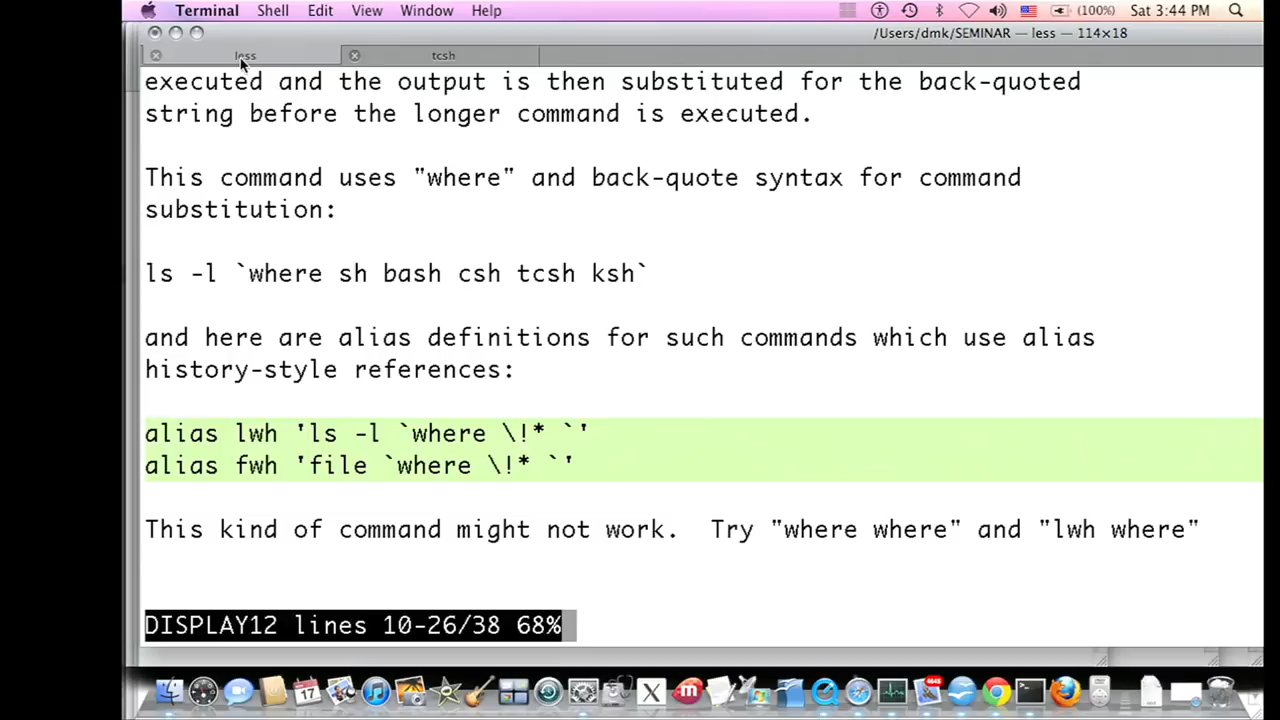 Terminal Shell Edit View Window Help (100%) Sat 3:44 PM
/Users/dmk/SEMINAR — less — 114×18
less tcsh
executed and the output is then substituted for the back-quoted
string before the longer command is executed.
This command uses "where" and back-quote syntax for command
substitution:
ls -l `where sh bash csh tcsh ksh`
and here are alias definitions for such commands which use alias
history-style references:
alias lwh 'ls -l `where \!* `'
alias fwh 'file `where \!* `'
This kind of command might not work.  Try "where where" and "lwh where"
DISPLAY12 lines 10-26/38 68%
17